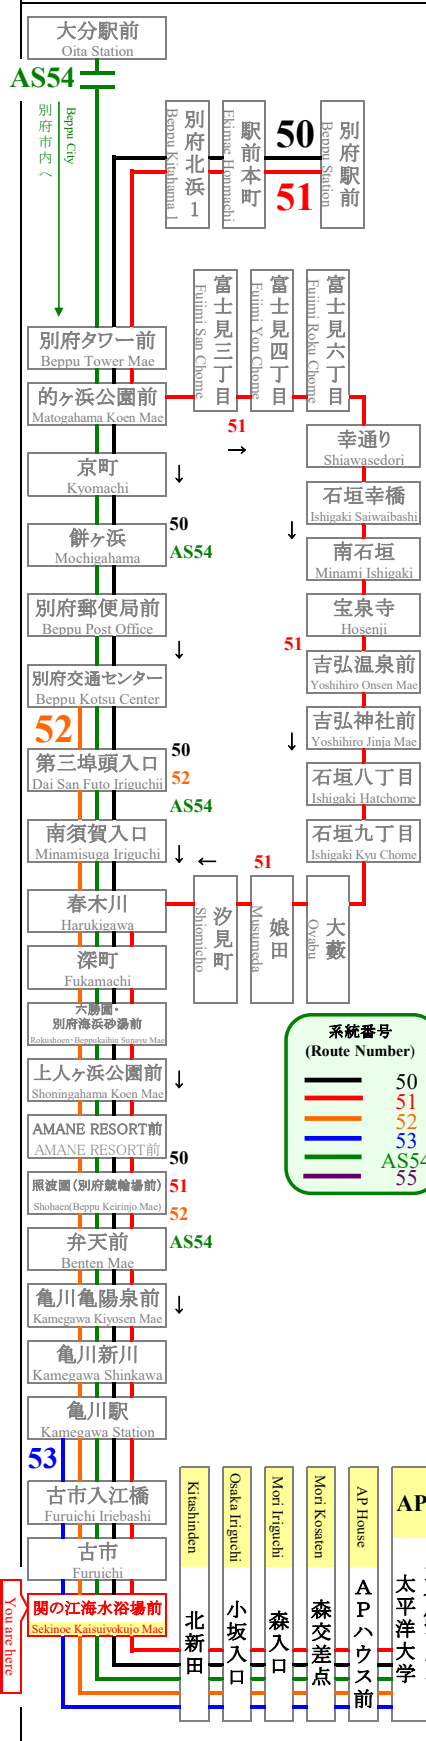 大分駅前
Oita Station
AS54
Beppu City
別府市内へ
別府北浜1
Beppu Kitahama 1
駅前本町
Ekimae Honmachi
50
51
別府駅前
Beppu Station
別府タワー前
Beppu Tower Mae
的ヶ浜公園前
Matogahama Koen Mae
富士見三丁目
Fujimi San Chome
富士見四丁目
Fujimi Yon Chome
富士見六丁目
Fujimi Roku Chome
51
→
幸通り
Shiawasedori
京町
Kyomachi
↓
石垣幸橋
Ishigaki Saiwaibashi
餅ヶ浜
Mochigahama
50
AS54
↓
南石垣
Minami Ishigaki
別府郵便局前
Beppu Post Office
↓
宝泉寺
Hosenji
51
吉弘温泉前
Yoshihiro Onsen Mae
別府交通センター
Beppu Kotsu Center
52
吉弘神社前
Yoshihiro Jinja Mae
↓
第三埠頭入口
Dai San Futo Iriguchi
50
52
AS54
石垣八丁目
Ishigaki Hatchome
南須賀入口
Minamisuga Iriguchi
↓
石垣九丁目
Ishigaki Kyu Chome
←
51
春木川
Harukigawa
汐見町
Shiomicho
娘田
Musumeda
大藪
Oyabu
深町
Fukamachi
六勝園・
別府海浜砂湯前
Rokushoen・Beppukaihin Sunayu Mae
上人ヶ浜公園前
Shoningahama Koen Mae
↓
系統番号
(Route Number)
50
51
52
53
AS54
55
AMANE RESORT前
AMANE RESORT前
照波園(別府競輪場前)
Shohaen(Beppu Keirinjo Mae)
50
51
52
AS54
弁天前
Benten Mae
亀川亀陽泉前
Kamegawa Kiyosen Mae
↓
亀川新川
Kamegawa Shinkawa
亀川駅
Kamegawa Station
53
古市入江橋
Furuichi Iriebashi
古市
Furuichi
関の江海水浴場前
Sekinoe Kaisuiyokujo Mae
You are here
Kitashinden
北新田
Osaka Iriguchi
小坂入口
Mori Iriguchi
森入口
Mori Kosaten
森交差点
AP House
APハウス前
AP
太平洋大学